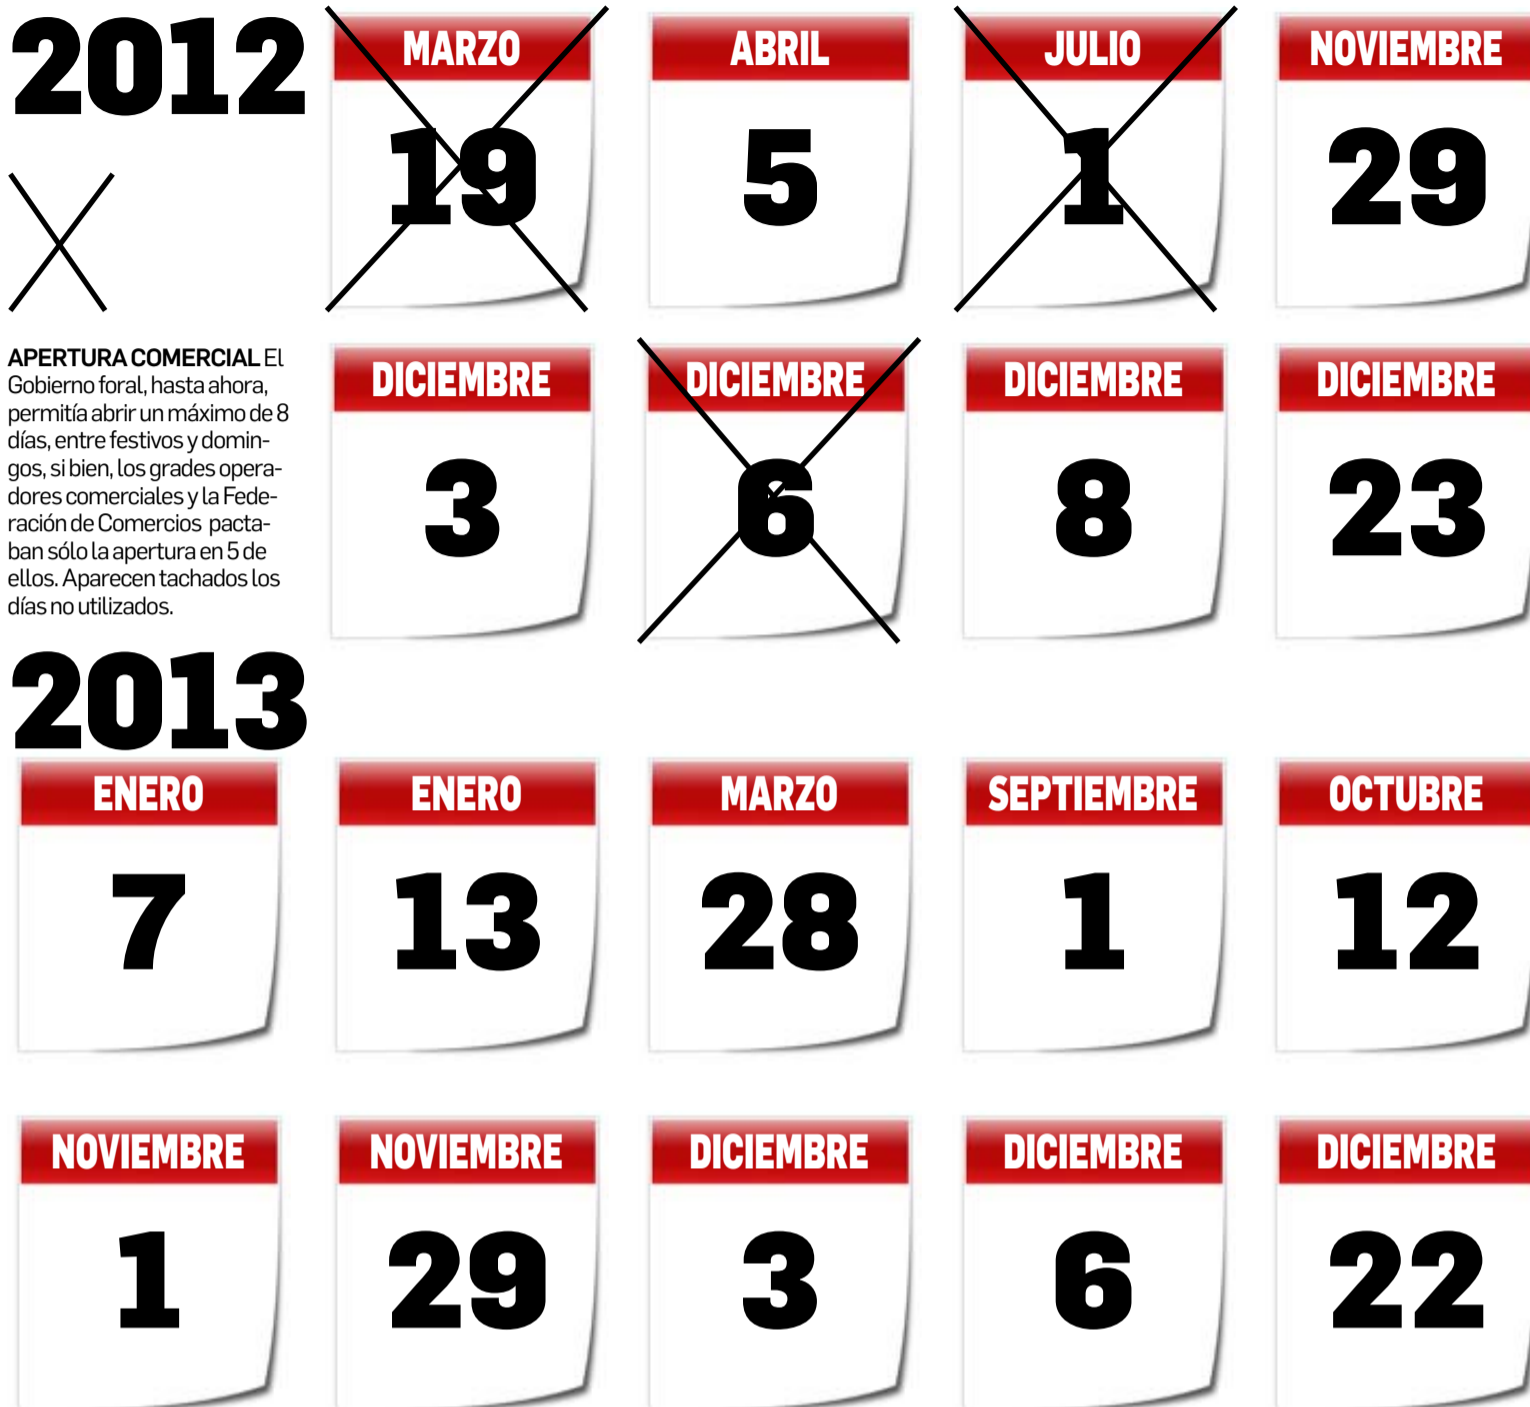 2012
MARZO
19
ABRIL
5
JULIO
1
NOVIEMBRE
29
APERTURA COMERCIAL El
Gobierno foral, hasta ahora,
permitía abrir un máximo de 8
días, entre festivos y domin-
gos, si bien, los grades opera-
dores comerciales y la Fede-
ración de Comercios pacta-
ban sólo la apertura en 5 de
ellos. Aparecen tachados los
días no utilizados.
DICIEMBRE
3
DICIEMBRE
6
DICIEMBRE
8
DICIEMBRE
23
2013
ENERO
7
ENERO
13
MARZO
28
SEPTIEMBRE
1
OCTUBRE
12
NOVIEMBRE
1
NOVIEMBRE
29
DICIEMBRE
3
DICIEMBRE
6
DICIEMBRE
22